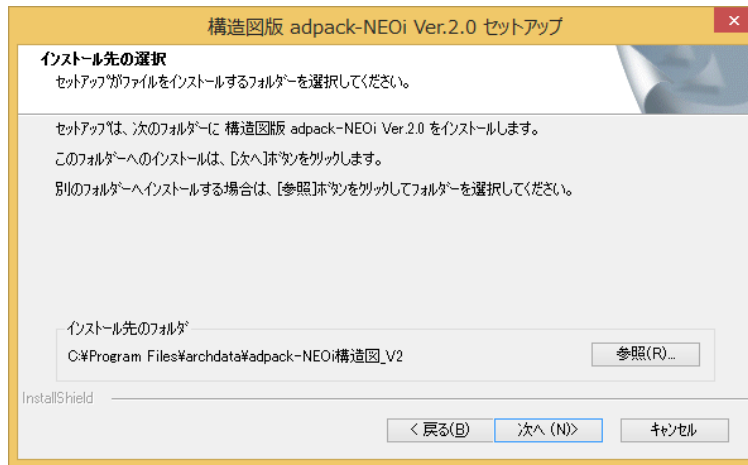 構造図版 adpack-NEOi Ver.2.0 セットアップ
インストール先の選択
セットアップがファイルをインストールするフォルダーを選択してください。
セットアップは、次のフォルダーに 構造図版 adpack-NEOi Ver.2.0 をインストールします。
このフォルダーへのインストールは、[次へ]ボタンをクリックします。
別のフォルダーへインストールする場合は、[参照]ボタンをクリックしてフォルダーを選択してください。
インストール先のフォルダ
C:¥Program Files¥archdata¥adpack-NEOi構造図_V2
参照(R)...
InstallShield
< 戻る(B)
次へ (N)>
キャンセル